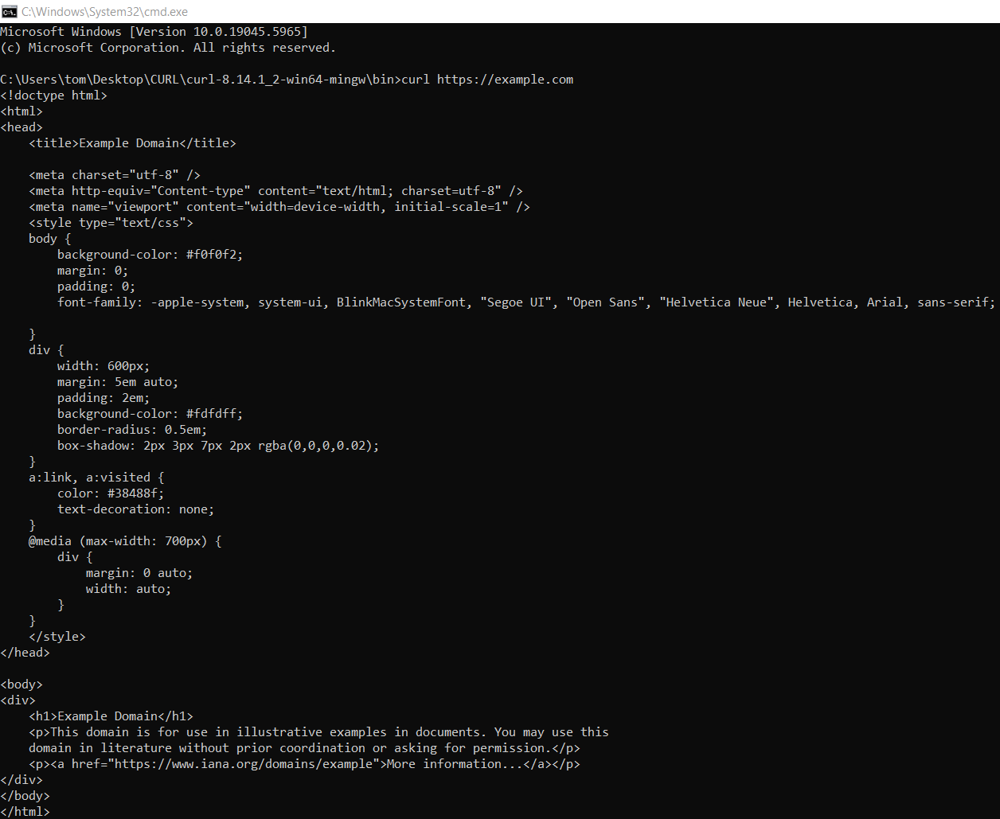 C:\Windows\System32\cmd.exe
Microsoft Windows [Version 10.0.19045.5965]
(c) Microsoft Corporation. All rights reserved.

C:\Users\tom\Desktop\CURL\curl-8.14.1_2-win64-mingw\bin>curl https://example.com
<!doctype html>
<html>
<head>
    <title>Example Domain</title>

    <meta charset="utf-8" />
    <meta http-equiv="Content-type" content="text/html; charset=utf-8" />
    <meta name="viewport" content="width=device-width, initial-scale=1" />
    <style type="text/css">
    body {
        background-color: #f0f0f2;
        margin: 0;
        padding: 0;
        font-family: -apple-system, system-ui, BlinkMacSystemFont, "Segoe UI", "Open Sans", "Helvetica Neue", Helvetica, Arial, sans-serif;

    }
    div {
        width: 600px;
        margin: 5em auto;
        padding: 2em;
        background-color: #fdfdff;
        border-radius: 0.5em;
        box-shadow: 2px 3px 7px 2px rgba(0,0,0,0.02);
    }
    a:link, a:visited {
        color: #38488f;
        text-decoration: none;
    }
    @media (max-width: 700px) {
        div {
            margin: 0 auto;
            width: auto;
        }
    }
    </style>
</head>

<body>
<div>
    <h1>Example Domain</h1>
    <p>This domain is for use in illustrative examples in documents. You may use this
    domain in literature without prior coordination or asking for permission.</p>
    <p><a href="https://www.iana.org/domains/example">More information...</a></p>
</div>
</body>
</html>